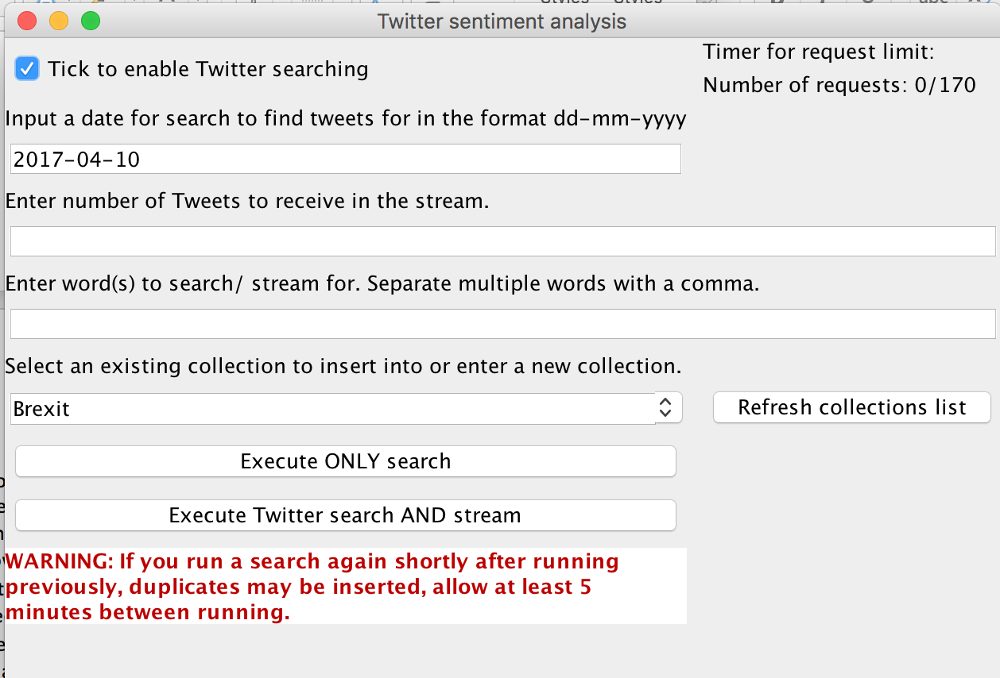 Twitter sentiment analysis
Tick to enable Twitter searching
Timer for request limit:
Number of requests: 0/170
Input a date for search to find tweets for in the format dd-mm-yyyy
2017-04-10
Enter number of Tweets to receive in the stream.
Enter word(s) to search/ stream for. Separate multiple words with a comma.
Select an existing collection to insert into or enter a new collection.
Brexit
Refresh collections list
Execute ONLY search
Execute Twitter search AND stream
WARNING: If you run a search again shortly after running
previously, duplicates may be inserted, allow at least 5
minutes between running.